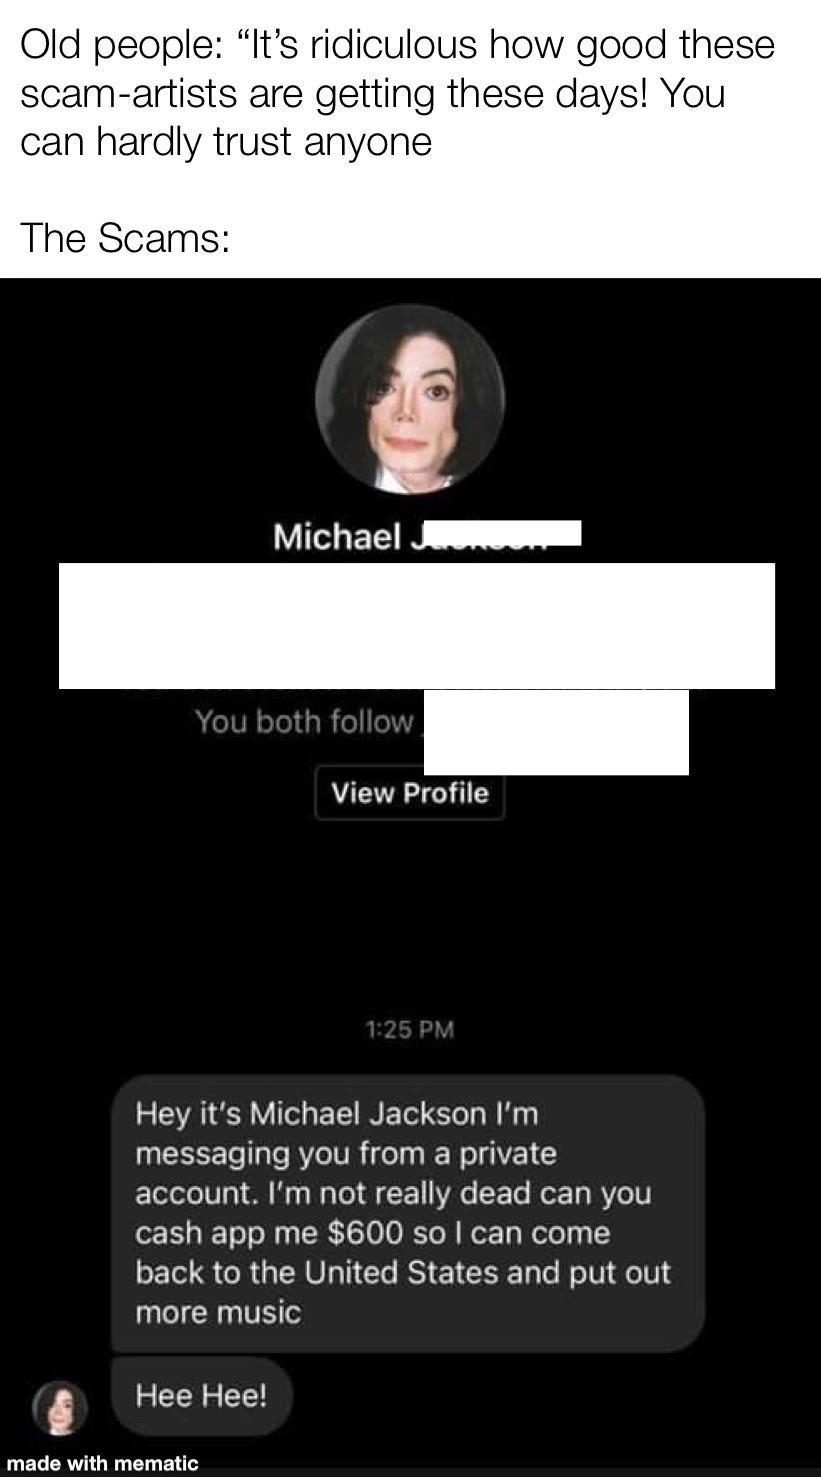 Old people: “It’s ridiculous how good these
scam-artists are getting these days! You
can hardly trust anyone
The Scams:
Michael
You both follow
View Profile
1:25 PM
Hey it's Michael Jackson I'm
messaging you from a private
account. I'm not really dead can you
cash app me $600 so I can come
back to the United States and put out
more music
Hee Hee!
made with mematic